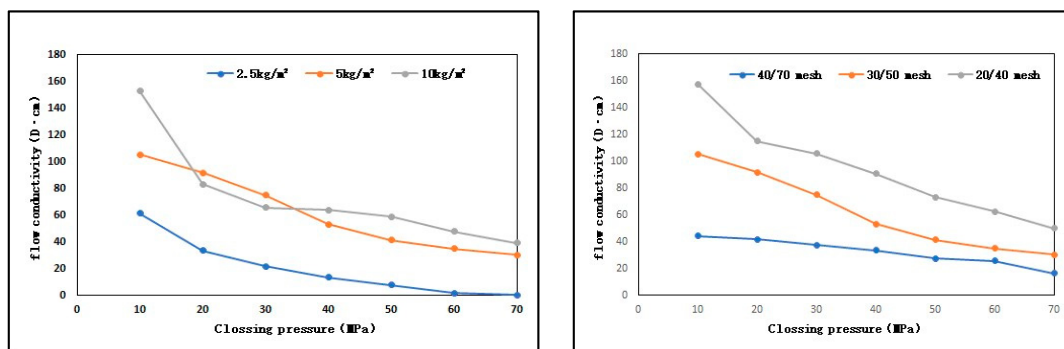 180
160
140
120
100
80
60
40
20
0
flow conductivity (D·cm)
2.5kg/m² 5kg/m² 10kg/m²
0 10 20 30 40 50 60 70
Clossing pressure (MPa)
180
160
140
120
100
80
60
40
20
0
flow conductivity (D·cm)
40/70 mesh 30/50 mesh 20/40 mesh
0 10 20 30 40 50 60 70
Clossing pressure (MPa)